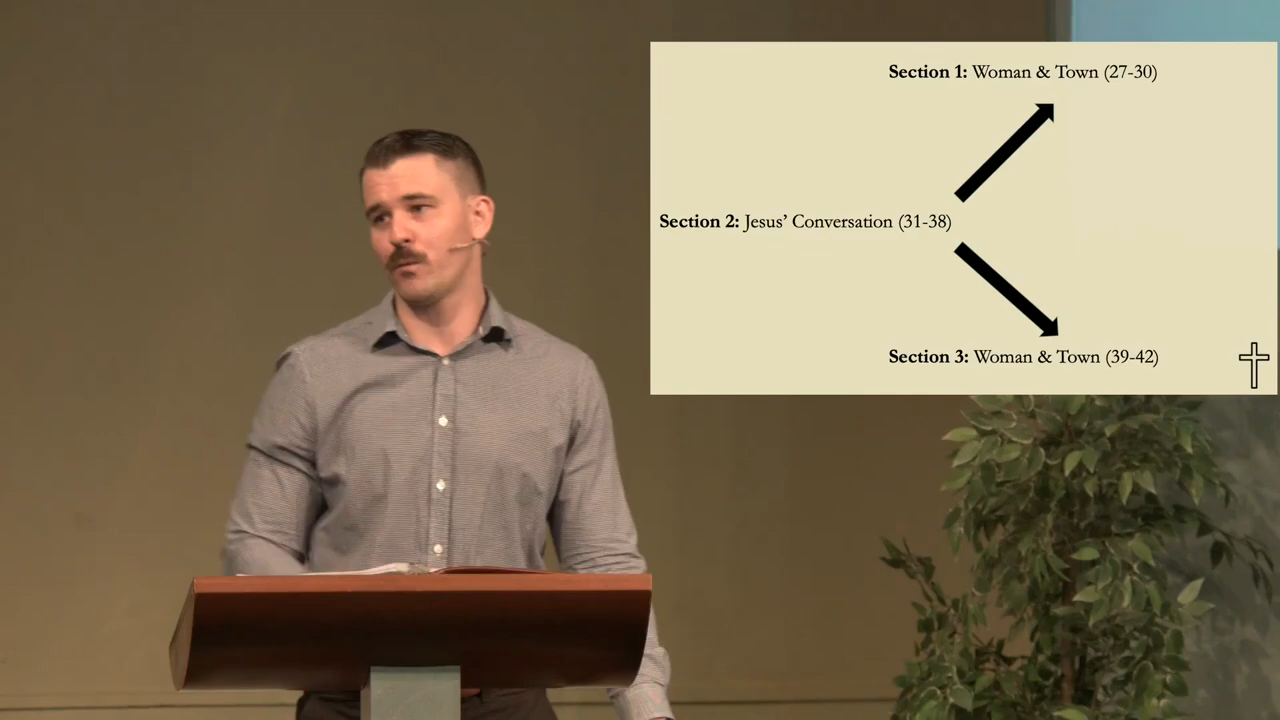 Section 1: Woman & Town (27-30)
Section 2: Jesus’ Conversation (31-38)
Section 3: Woman & Town (39-42)